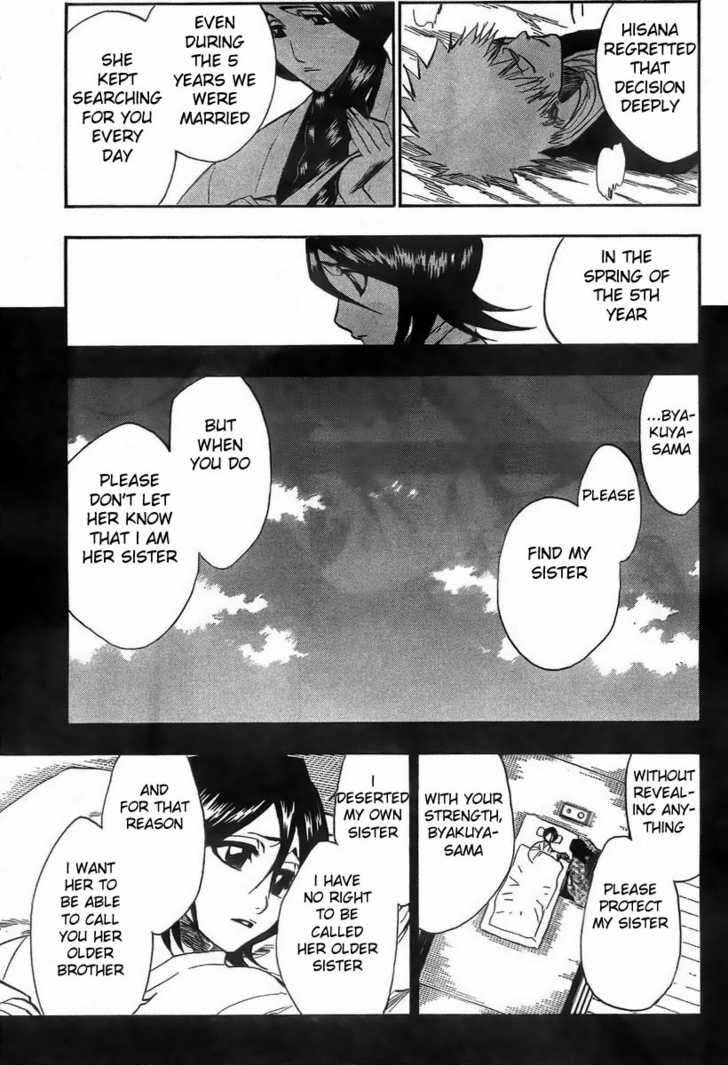 HISANA
REGRETTED
THAT
DECISION
DEEPLY
EVEN
DURING
THE 5
YEARS WE
WERE
MARRIED
SHE
KEPT
SEARCHING
FOR YOU
EVERY
DAY
IN THE
SPRING OF
THE 5TH
YEAR
...BYA-
KUYA-
SAMA
PLEASE
FIND MY
SISTER
BUT
WHEN
YOU DO
PLEASE
DON'T LET
HER KNOW
THAT I AM
HER SISTER
WITHOUT
REVEAL-
ING ANY-
THING
PLEASE
PROTECT
MY SISTER
WITH YOUR
STRENGTH,
BYAKUYA-
SAMA
I
DESERTED
MY OWN
SISTER
I HAVE
NO RIGHT
TO BE
CALLED
HER OLDER
SISTER
AND
FOR THAT
REASON
I WANT
HER TO
BE ABLE
TO CALL
YOU HER
OLDER
BROTHER